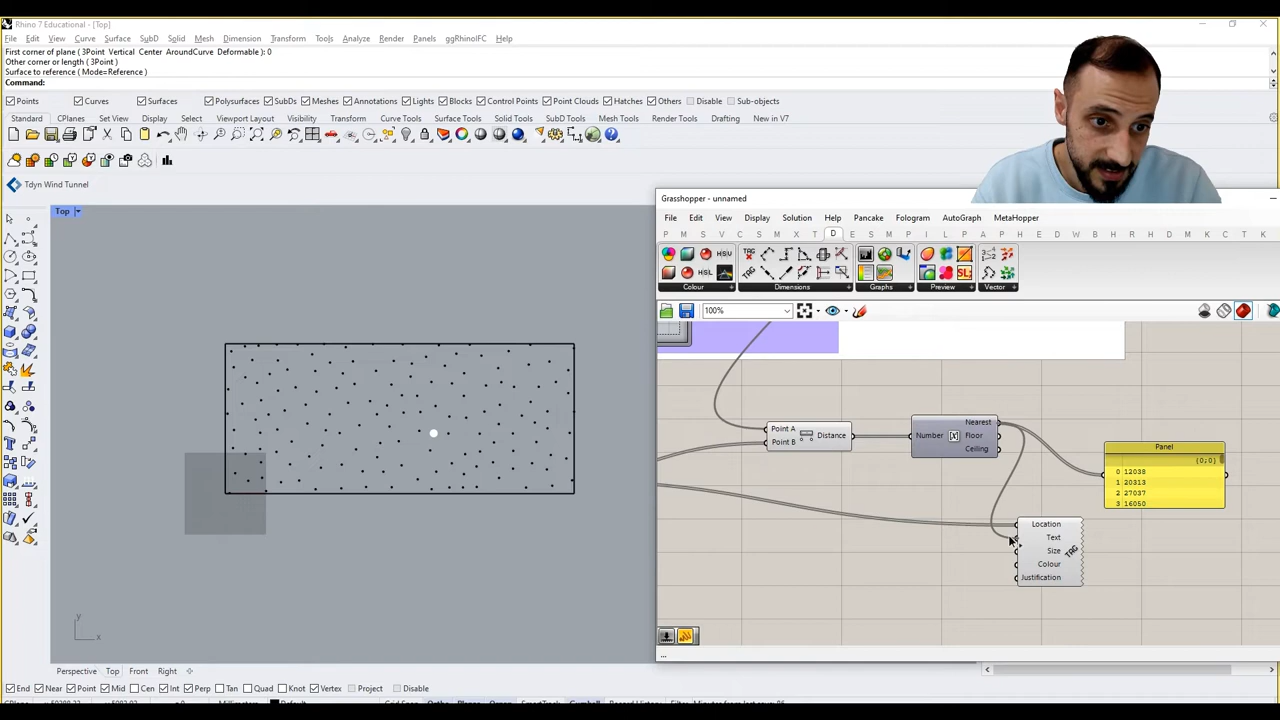 Rhino 7 Educational - [Top]
File Edit View Curve Surface SubD Solid Mesh Dimension Transform Tools Analyze Render Panels ggRhinoIFC Help
First corner of plane ( 3Point Vertical Center AroundCurve Deformable ): 0
Other corner or length ( 3Point )
Surface to reference ( Mode=Reference )
Command:
Points Curves Surfaces Polysurfaces SubDs Meshes Annotations Lights Blocks Control Points Point Clouds Hatches Others Disable Sub-objects
Standard CPlanes Set View Display Select Viewport Layout Visibility Transform Curve Tools Surface Tools Solid Tools Mesh Tools Render Tools Drafting New in V7
Tdyn Wind Tunnel
Top
Grasshopper - unnamed
File Edit View Display Solution Help Pancake Fologram AutoGraph MetaHopper
P M S V C S M X T D A E S M U F L K B S P A P H E D M M C T K
HSV
TAG
HSL
TAG
Colour Dimensions Graphs Preview Vector
100%
Point A
Point B
Distance
Number
Nearest
Floor
Ceiling
Panel
{0;0}
0 12038
1 20313
2 27037
3 16050
Location
Text
Size
Colour
Justification
TAG
y
x
...
Perspective Top Front Right
End Near Point Mid Cen Int Perp Tan Quad Knot Vertex Project Disable